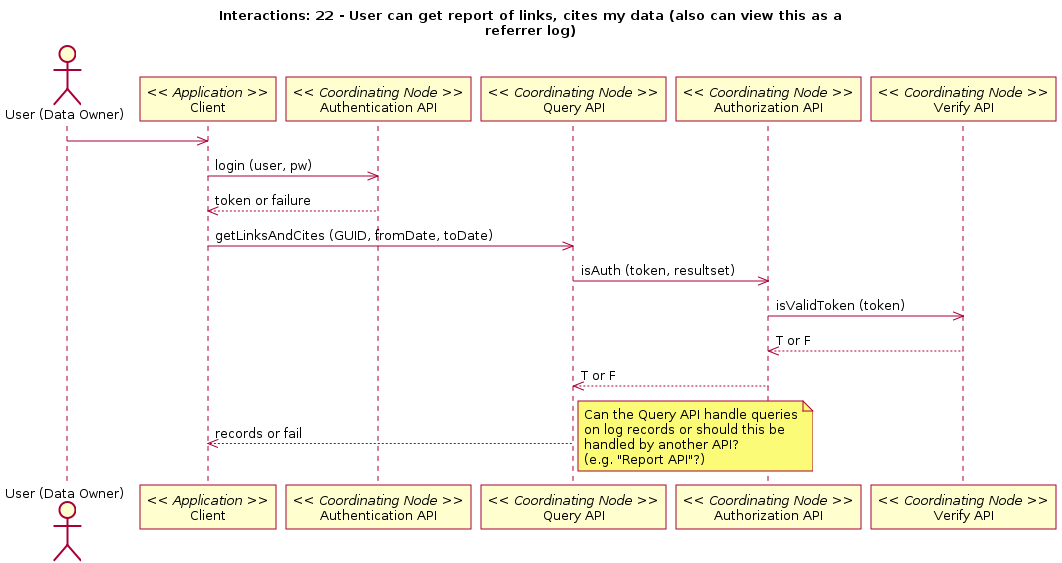 Interactions: 22 - User can get report of links, cites my data (also can view this as a
referrer log)
User (Data Owner)
<< Application >>
Client
<< Coordinating Node >>
Authentication API
<< Coordinating Node >>
Query API
<< Coordinating Node >>
Authorization API
<< Coordinating Node >>
Verify API
login (user, pw)
token or failure
getLinksAndCites (GUID, fromDate, toDate)
isAuth (token, resultset)
isValidToken (token)
T or F
T or F
Can the Query API handle queries
on log records or should this be
handled by another API?
(e.g. "Report API"?)
records or fail
User (Data Owner)
<< Application >>
Client
<< Coordinating Node >>
Authentication API
<< Coordinating Node >>
Query API
<< Coordinating Node >>
Authorization API
<< Coordinating Node >>
Verify API